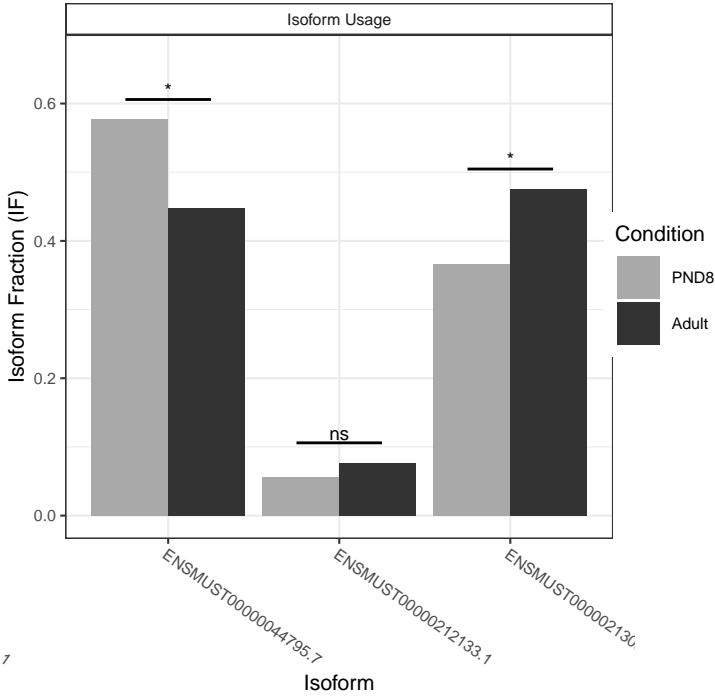 Isoform Usage
*
*
ns
0.6
0.4
0.2
0.0
Isoform Fraction (IF)
Condition
PND8
Adult
ENSMUST00000044795.7
ENSMUST00000212133.1
Isoform
1